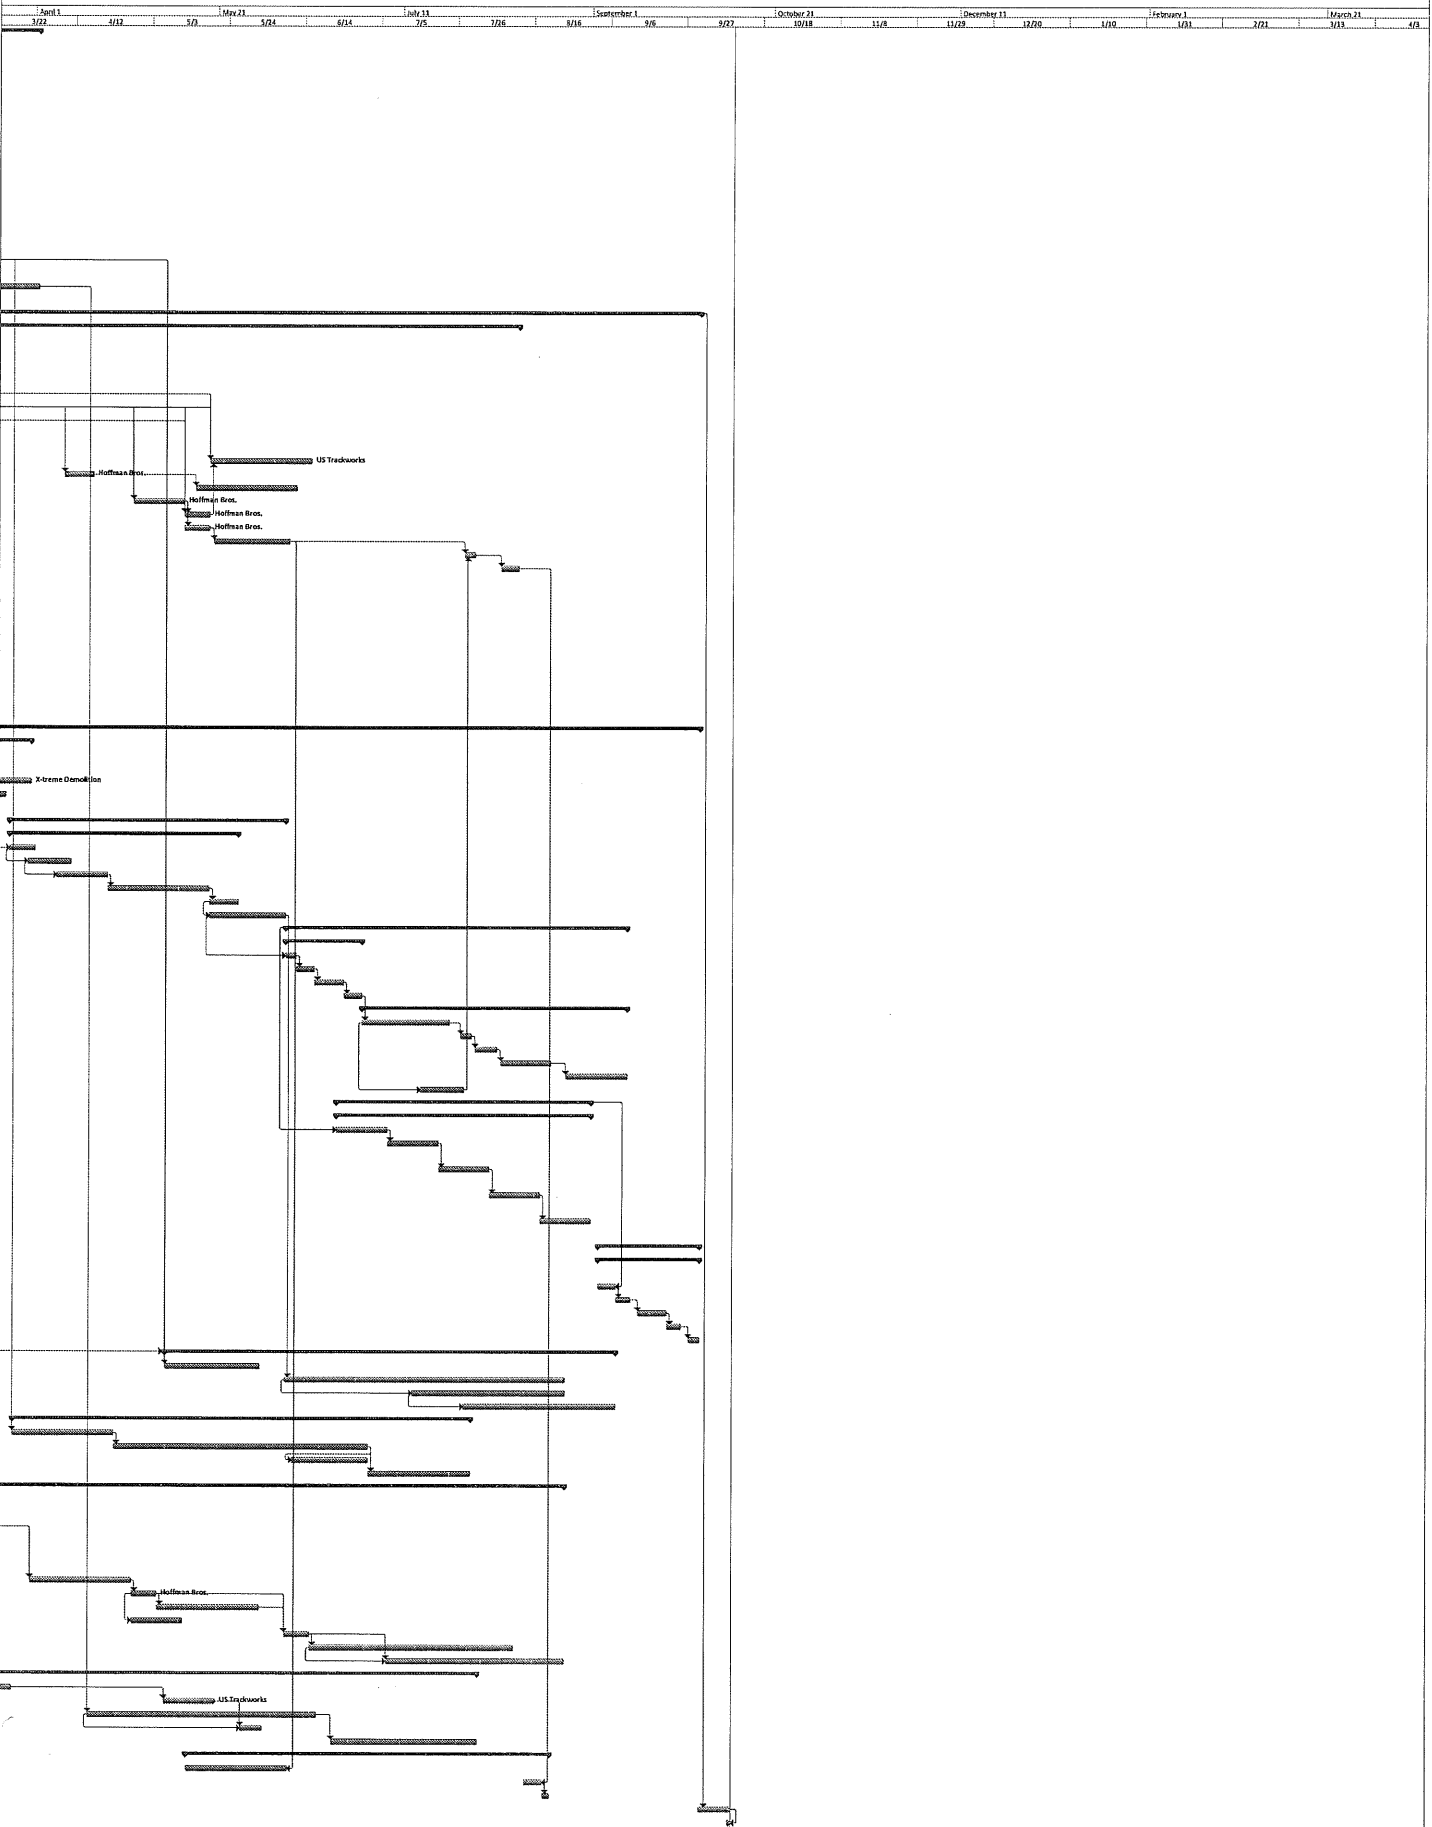 April 1 May 21 July 11 September 1 October 21 December 11 February 1 March 21
3/22 4/12 5/3 5/24 6/14 7/5 7/26 8/16 9/6 9/27 10/18 11/8 11/29 12/20 1/10 1/31 2/21 3/13 4/3
US Trackworks
Hoffman Bros.
Hoffman Bros.
Hoffman Bros.
Hoffman Bros.
X-treme Demolition
Hoffman Bros.
US Trackworks